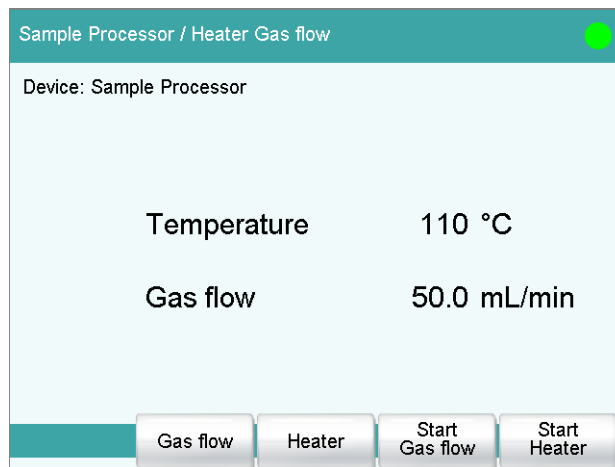 Sample Processor / Heater Gas flow
Device: Sample Processor
Temperature 110 °C
Gas flow 50.0 mL/min
Gas flow
Heater
Start
Gas flow
Start
Heater